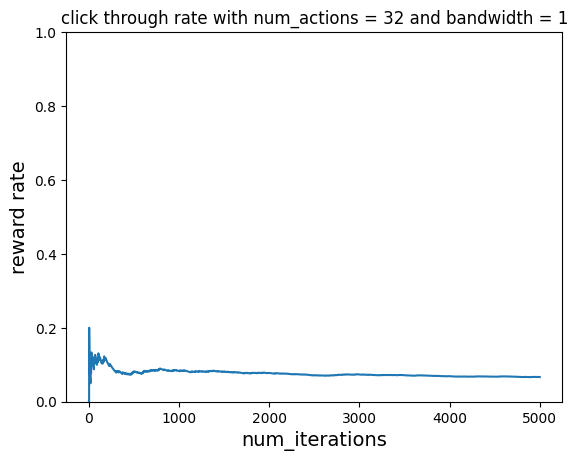 click through rate with num_actions = 32 and bandwidth = 1
1.0
0.8
0.6
0.4
0.2
0.0
reward rate
0 1000 2000 3000 4000 5000
num_iterations